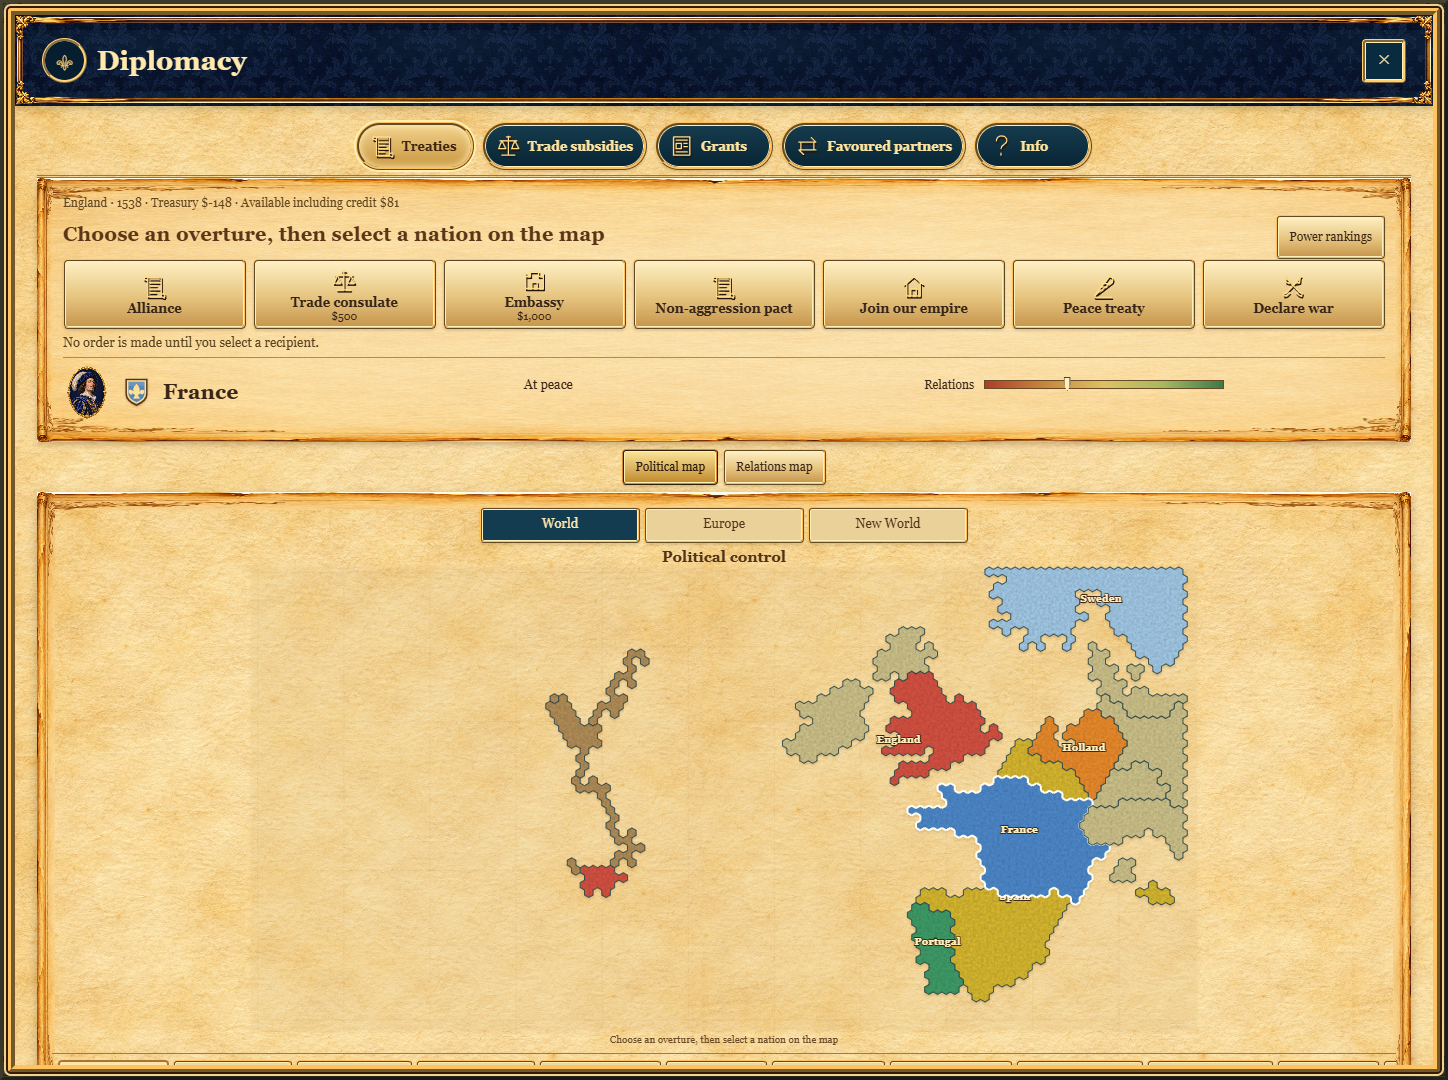 Diplomacy
×
Treaties
Trade subsidies
Grants
Favoured partners
? Info
England · 1538 · Treasury $-148 · Available including credit $81
Choose an overture, then select a nation on the map
Power rankings
Alliance
Trade consulate
$500
Embassy
$1,000
Non-aggression pact
Join our empire
Peace treaty
Declare war
No order is made until you select a recipient.
France
At peace
Relations
Political map
Relations map
World
Europe
New World
Political control
Sweden
England
Holland
France
Spain
Portugal
Choose an overture, then select a nation on the map